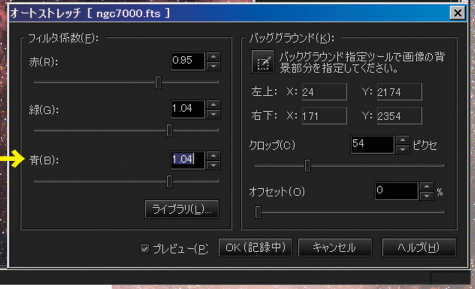 オートストレッチ [ ngc7000.fts ]
フィルタ係数(F):
赤(R): 0.95
緑(G): 1.04
青(B): 1.04
ライブラリ(L)...
バックグラウンド(K):
バックグラウンド指定ツールで画像の背
景部分を指定してください。
左上: X: 24 Y: 2174
右下: X: 171 Y: 2354
クロップ(C) 54 ピクセ
オフセット(O) 0 %
プレビュー(P) OK(記録中) キャンセル ヘルプ(H)